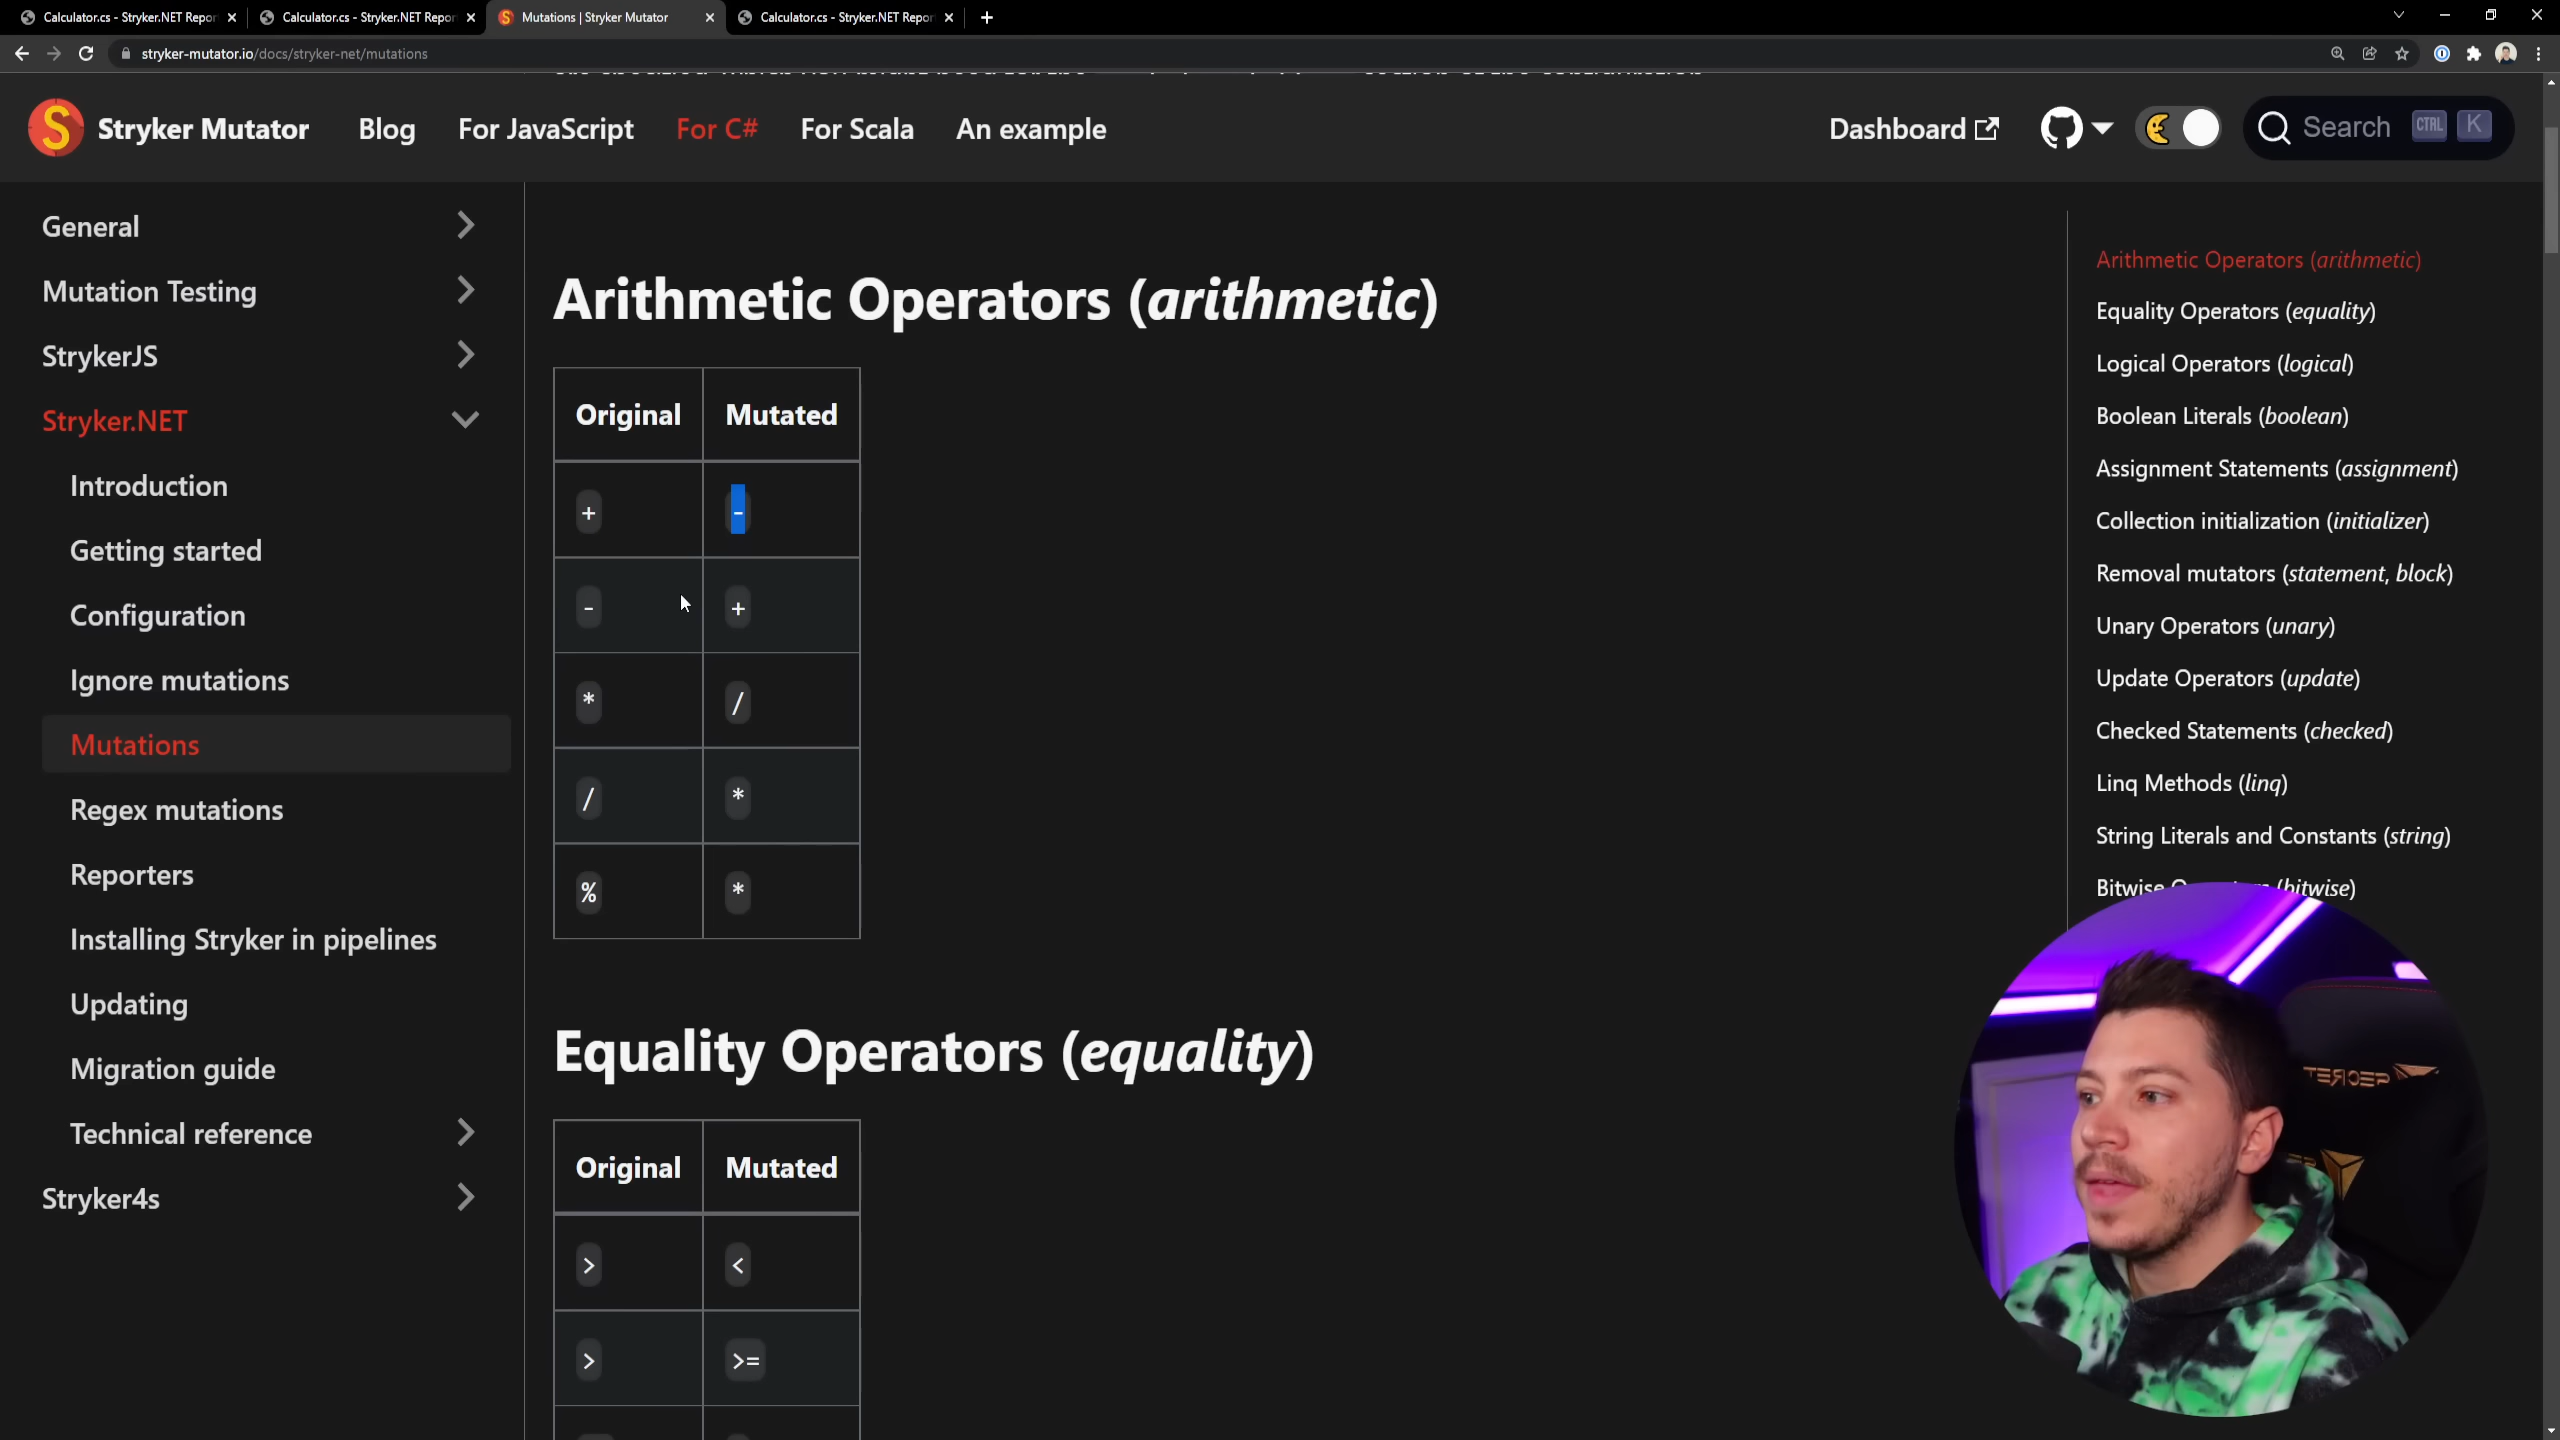 Calculator.cs - Stryker.NET Repor
Calculator.cs - Stryker.NET Repor
Mutations | Stryker Mutator
Calculator.cs - Stryker.NET Repor
stryker-mutator.io/docs/stryker-net/mutations
Stryker Mutator
Blog
For JavaScript
For C#
For Scala
An example
Dashboard
Search
CTRL
K
General
Mutation Testing
StrykerJS
Stryker.NET
Introduction
Getting started
Configuration
Ignore mutations
Mutations
Regex mutations
Reporters
Installing Stryker in pipelines
Updating
Migration guide
Technical reference
Stryker4s
Arithmetic Operators (arithmetic)
Original Mutated
+ -
- +
* /
/ *
% *
Equality Operators (equality)
Original Mutated
> <
> >=
Arithmetic Operators (arithmetic)
Equality Operators (equality)
Logical Operators (logical)
Boolean Literals (boolean)
Assignment Statements (assignment)
Collection initialization (initializer)
Removal mutators (statement, block)
Unary Operators (unary)
Update Operators (update)
Checked Statements (checked)
Linq Methods (linq)
String Literals and Constants (string)
Bitwise (bitwise)